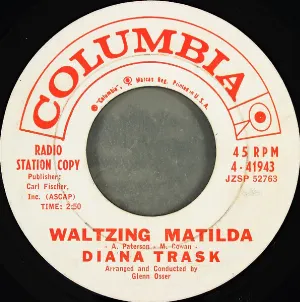 COLUMBIA
"Columbia", Marcas Reg. Printed in U.S.A.
RADIO
STATION COPY
Publisher:
Carl Fischer,
Inc. (ASCAP)
TIME: 2:50
45 RPM
4-41943
JZSP 52763
WALTZING MATILDA
- A. Paterson - M. Cowan -
DIANA TRASK
Arranged and Conducted by
Glenn Osser